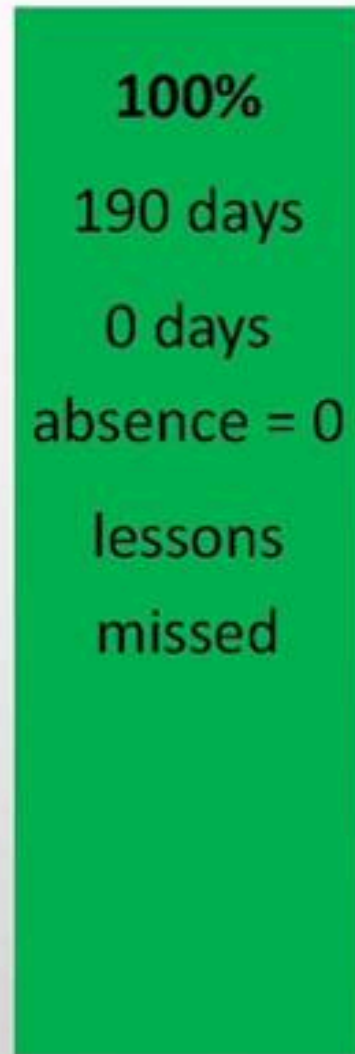 100%
190 days
0 days
absence = 0
lessons
missed